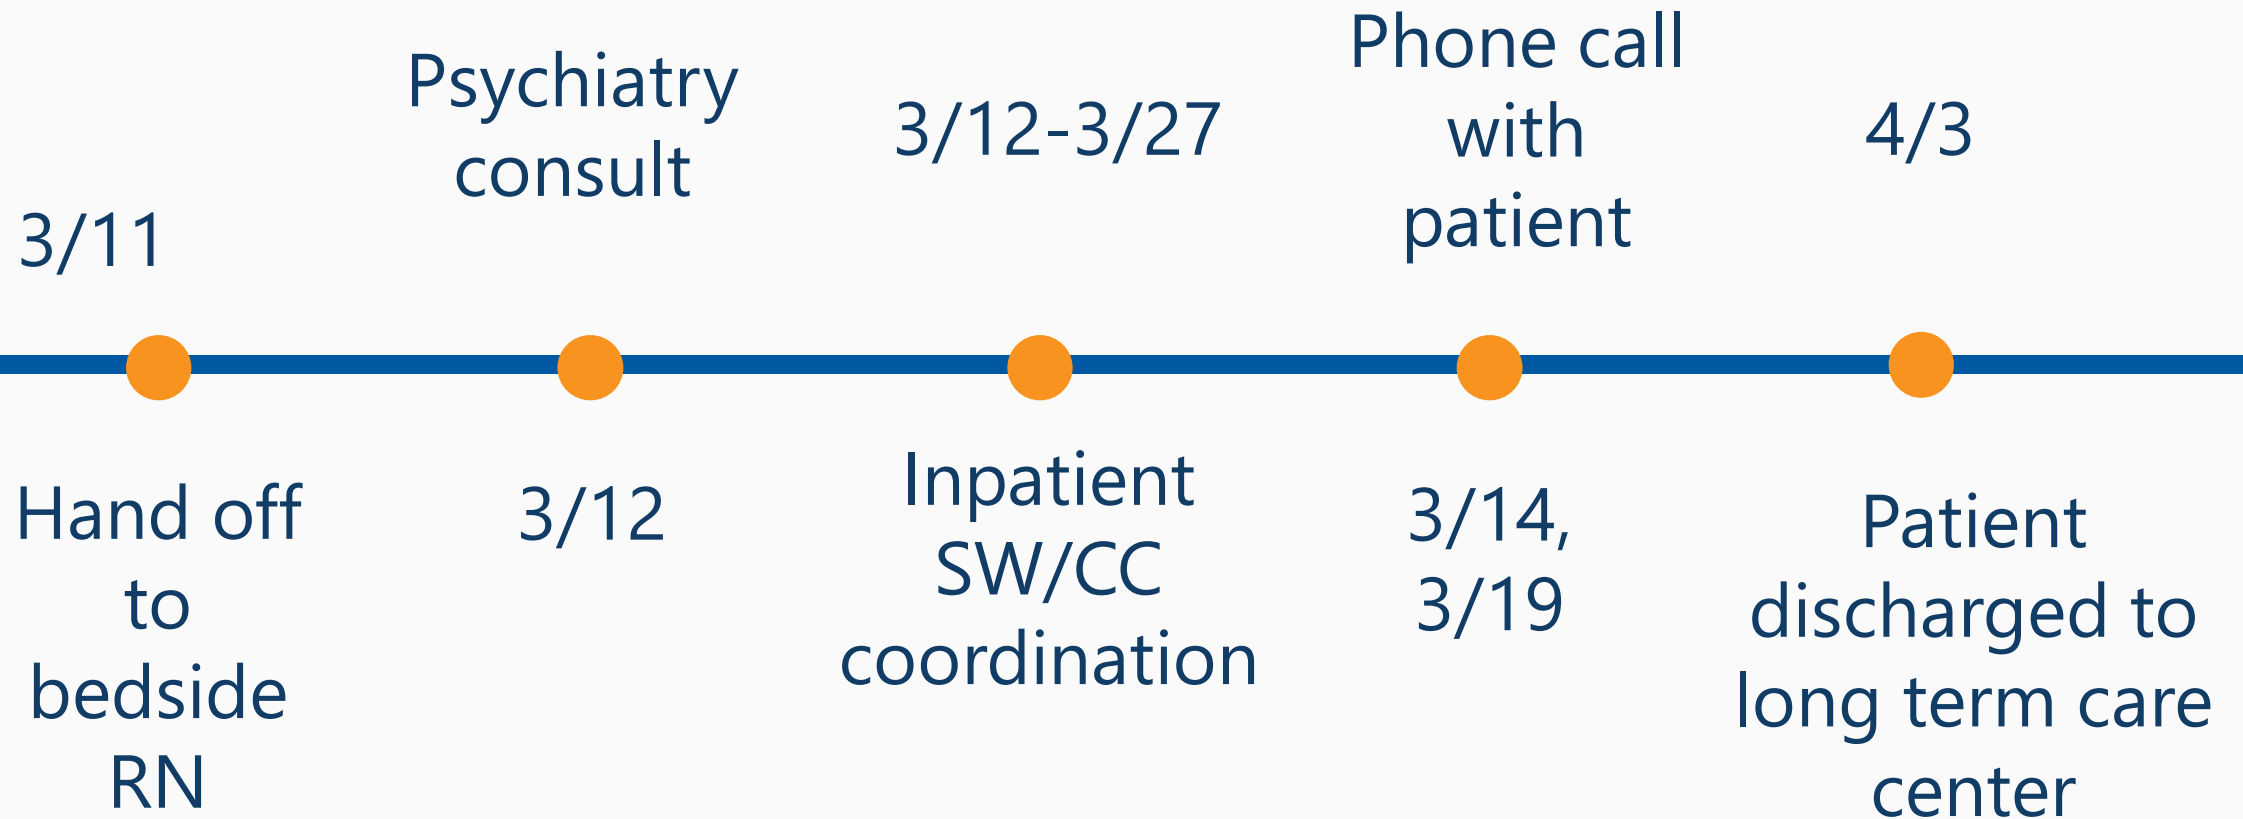 3/11
Hand off
to
bedside
RN
Psychiatry
consult
3/12
3/12-3/27
Inpatient
SW/CC
coordination
Phone call
with
patient
3/14,
3/19
4/3
Patient
discharged to
long term care
center